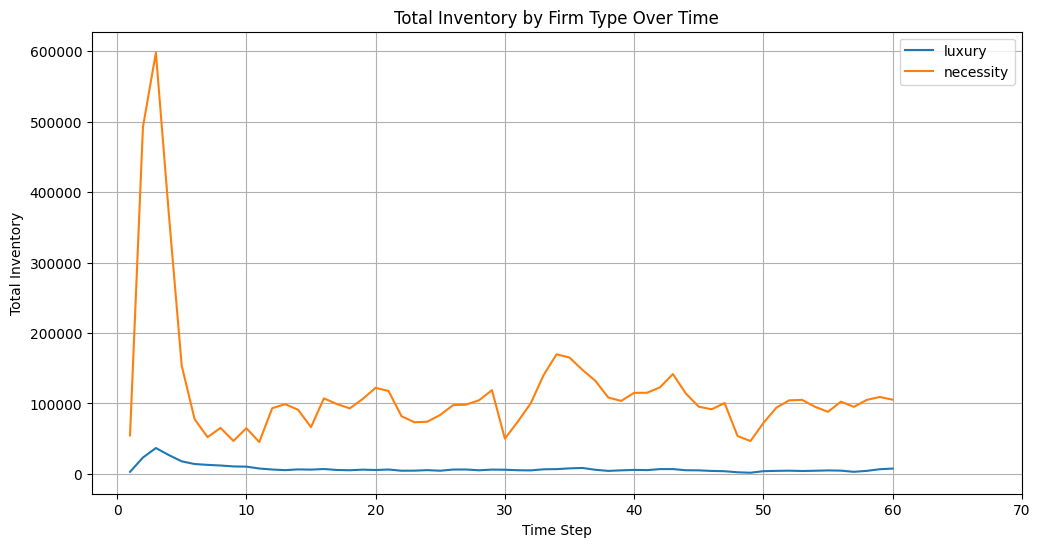 Total Inventory by Firm Type Over Time
luxury
necessity
Total Inventory
600000
500000
400000
300000
200000
100000
0
0 10 20 30 40 50 60 70
Time Step